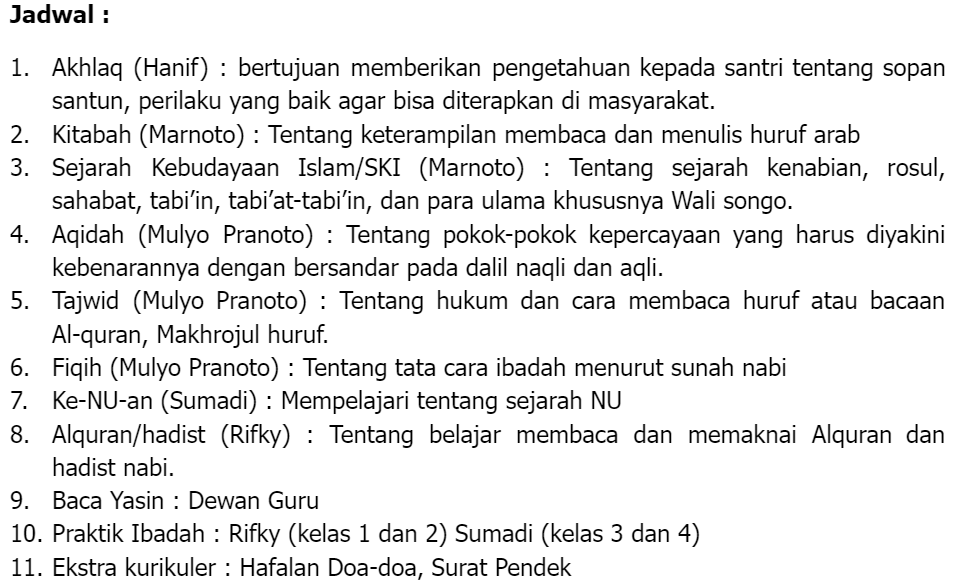 Jadwal :
1. Akhlaq (Hanif) : bertujuan memberikan pengetahuan kepada santri tentang sopan
santun, perilaku yang baik agar bisa diterapkan di masyarakat.
2. Kitabah (Marnoto) : Tentang keterampilan membaca dan menulis huruf arab
3. Sejarah Kebudayaan Islam/SKI (Marnoto) : Tentang sejarah kenabian, rosul,
sahabat, tabi’in, tabi’at-tabi’in, dan para ulama khususnya Wali songo.
4. Aqidah (Mulyo Pranoto) : Tentang pokok-pokok kepercayaan yang harus diyakini
kebenarannya dengan bersandar pada dalil naqli dan aqli.
5. Tajwid (Mulyo Pranoto) : Tentang hukum dan cara membaca huruf atau bacaan
Al-quran, Makhrojul huruf.
6. Fiqih (Mulyo Pranoto) : Tentang tata cara ibadah menurut sunah nabi
7. Ke-NU-an (Sumadi) : Mempelajari tentang sejarah NU
8. Alquran/hadist (Rifky) : Tentang belajar membaca dan memaknai Alquran dan
hadist nabi.
9. Baca Yasin : Dewan Guru
10. Praktik Ibadah : Rifky (kelas 1 dan 2) Sumadi (kelas 3 dan 4)
11. Ekstra kurikuler : Hafalan Doa-doa, Surat Pendek